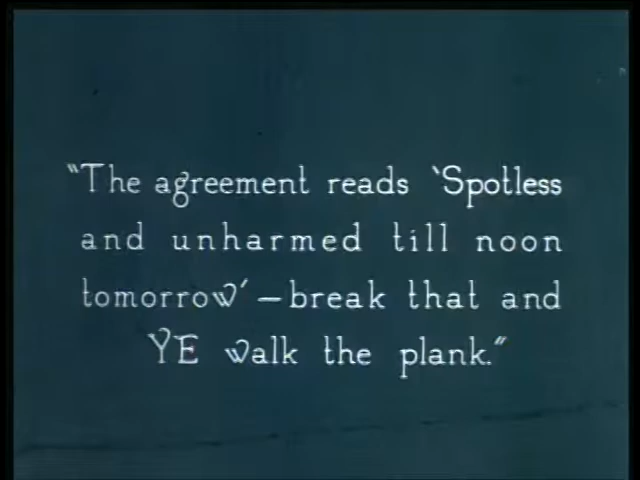 "The agreement reads 'Spotless
and unharmed till noon
tomorrow' — break that and
YE walk the plank."